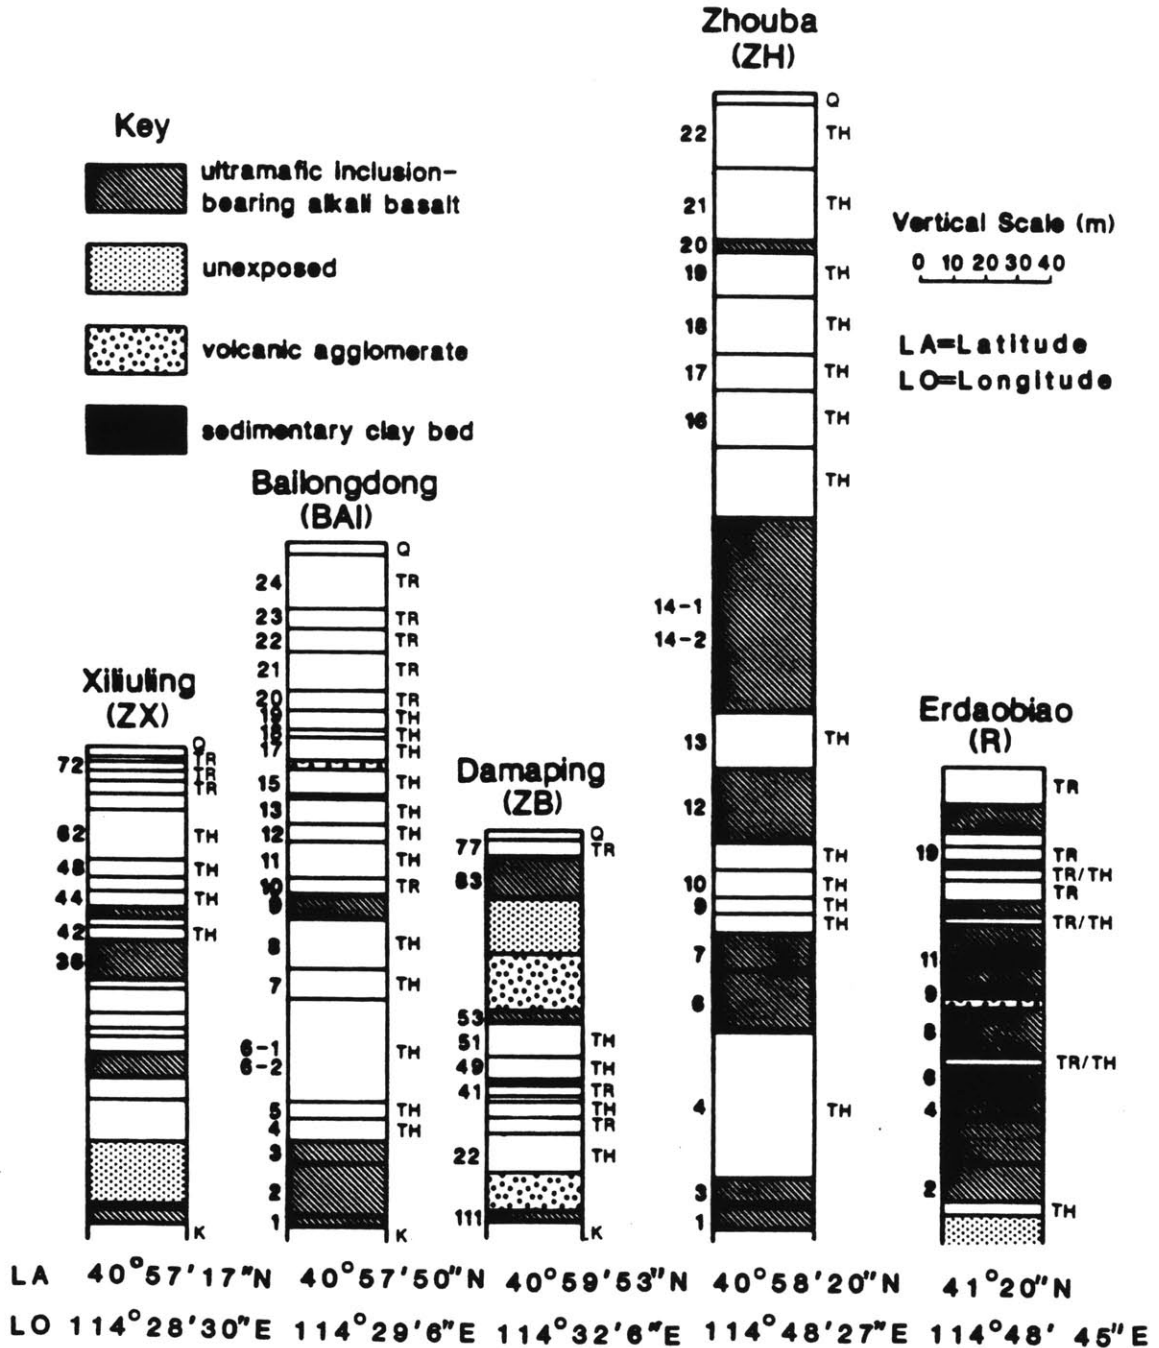 Zhouba
(ZH)
Key
ultramafic inclusion-
bearing alkali basalt
unexposed
volcanic agglomerate
sedimentary clay bed
Vertical Scale (m)
0 10 20 30 40
LA=Latitude
LO=Longitude
Q
22 TH
21 TH
20
19 TH
18 TH
17 TH
16 TH
TH
14-1
14-2
13 TH
12
TH
10 TH
9 TH
TH
7
6
4 TH
3
1
Bailongdong
(BAI)
Q
24 TR
23 TR
22 TR
21 TR
20 TR
19 TH
18 TH
17 TH
15 TH
13 TH
12 TH
11 TH
10 TR
9
8 TH
7 TH
6-1 TH
6-2
5 TH
4 TH
3
2
1 K
Xiliuling
(ZX)
Q
72 TR
TR
TR
62 TH
48 TH
44 TH
42 TH
36
K
Damaping
(ZB)
Q
77 TR
63
53
51 TH
49 TH
41 TR
TH
TR
22 TH
111 K
Erdaobiao
(R)
TR
19 TR
TR/TH
TR
TR/TH
11
9
8
TR/TH
6
4
2
TH
LA 40°57'17"N 40°57'50"N 40°59'53"N 40°58'20"N 41°20"N
LO 114°28'30"E 114°29'6"E 114°32'6"E 114°48'27"E 114°48' 45"E